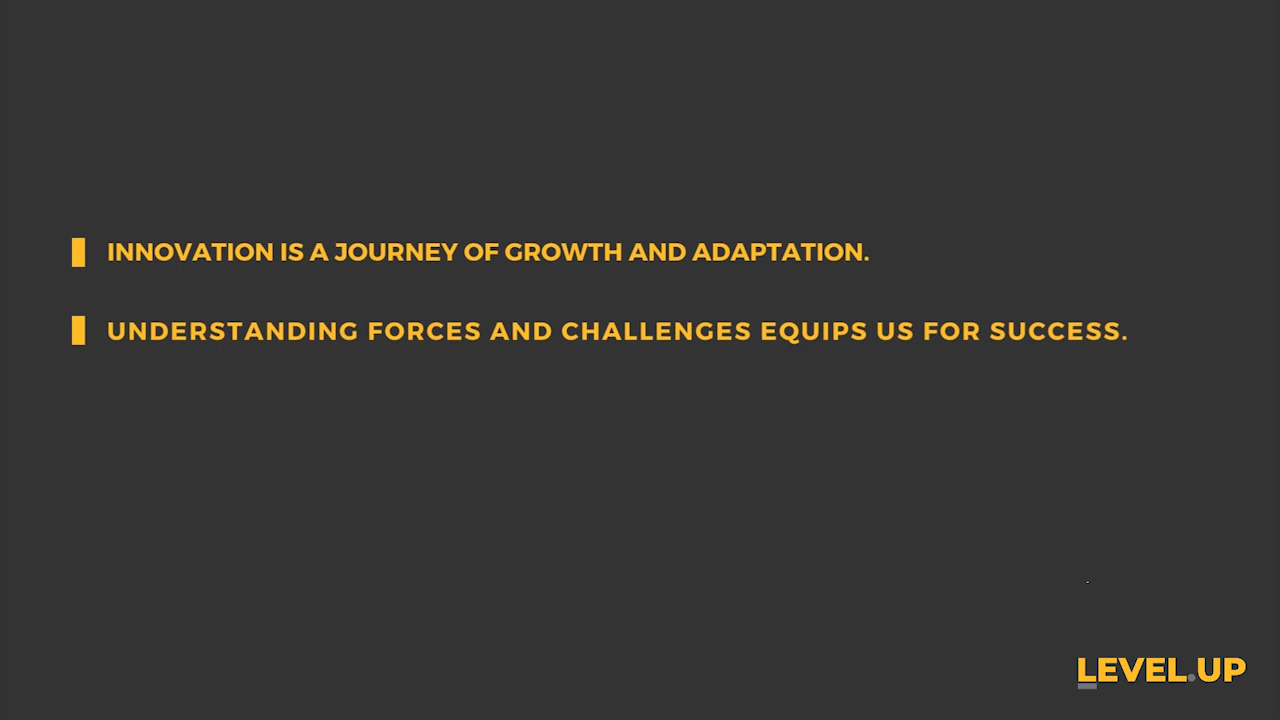 INNOVATION IS A JOURNEY OF GROWTH AND ADAPTATION.
UNDERSTANDING FORCES AND CHALLENGES EQUIPS US FOR SUCCESS.
LEVEL.UP